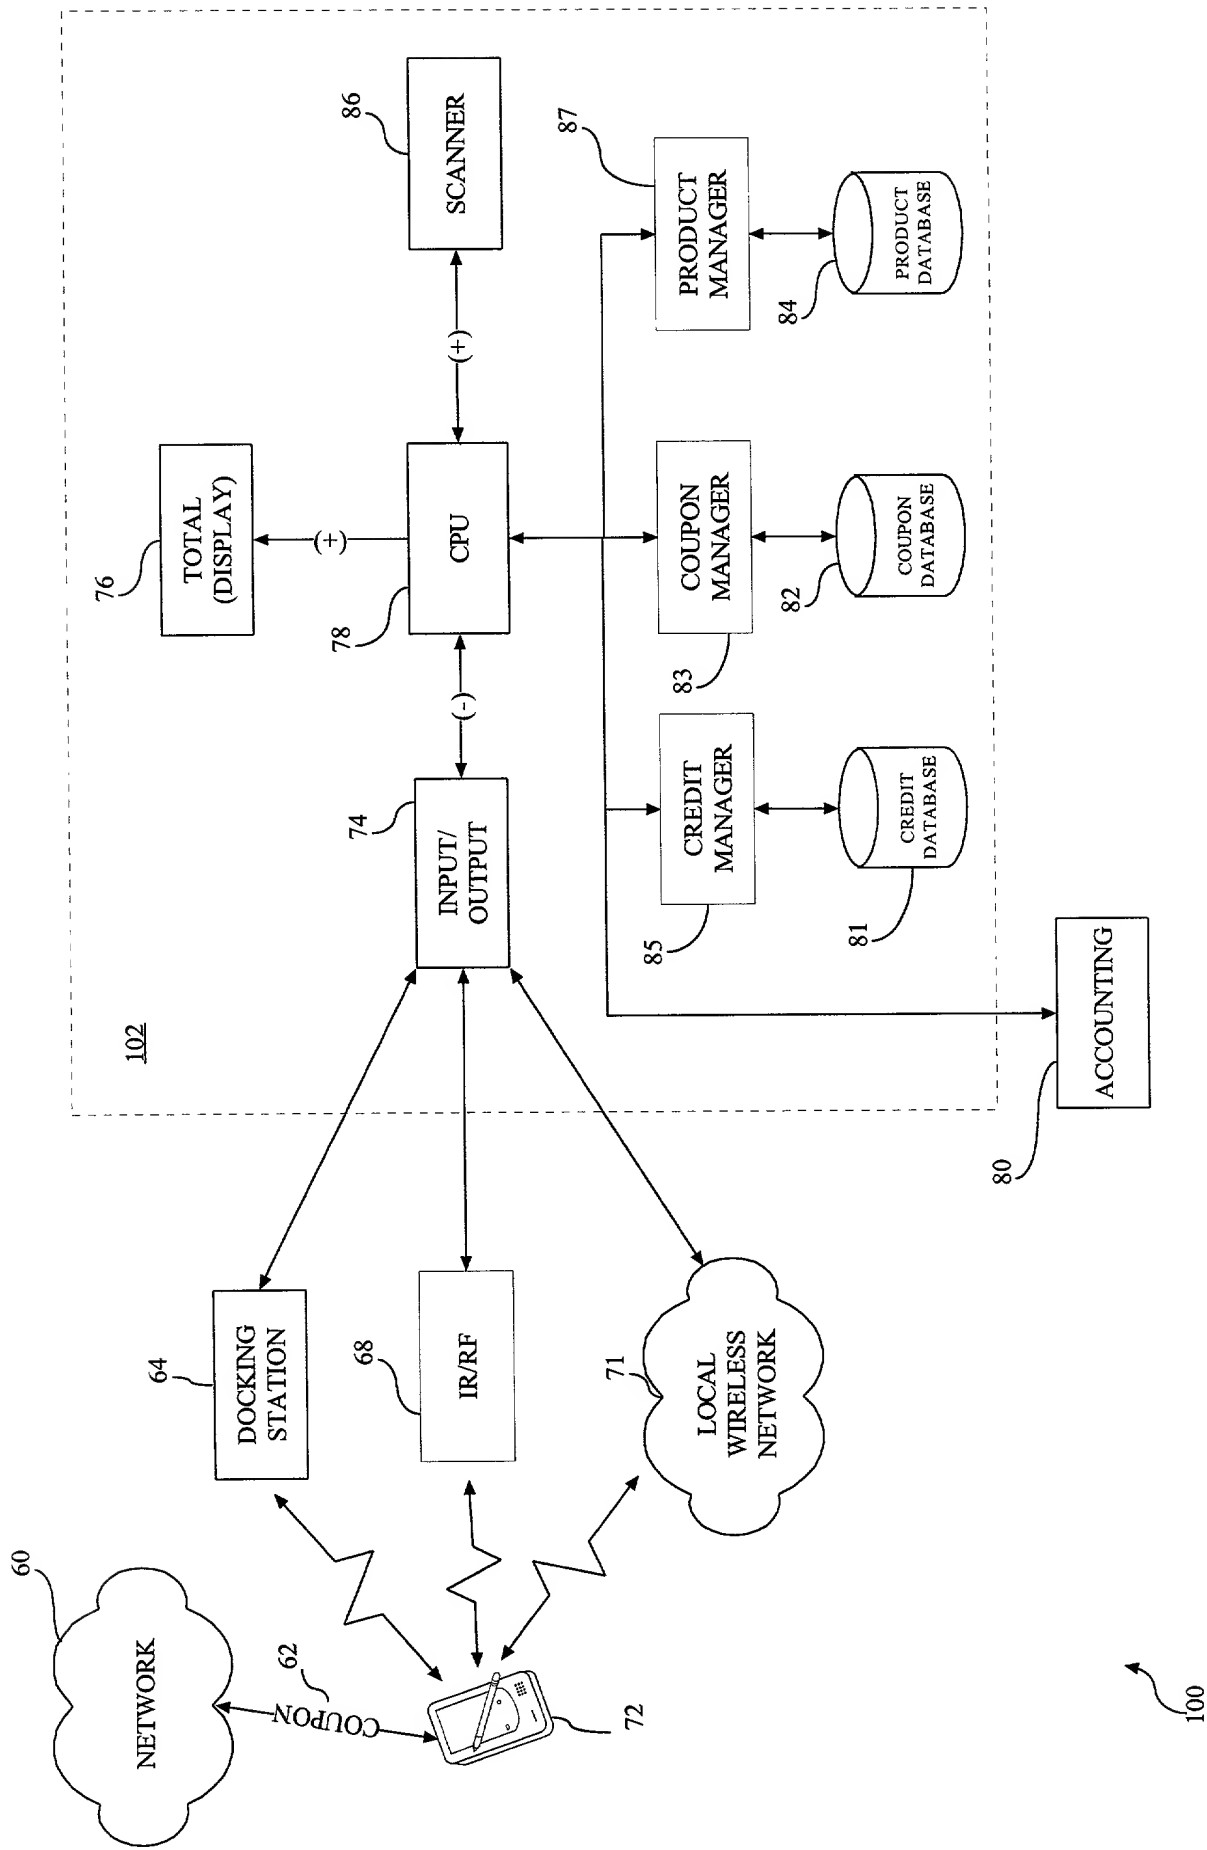 60
NETWORK
COUPON
62
72
64
DOCKING
STATION
68
IR/RF
71
LOCAL
WIRELESS
NETWORK
102
74
INPUT/
OUTPUT
(-)
76
TOTAL
(DISPLAY)
(+)
78
CPU
(+)
86
SCANNER
85
CREDIT
MANAGER
83
COUPON
MANAGER
87
PRODUCT
MANAGER
81
CREDIT
DATABASE
82
COUPON
DATABASE
84
PRODUCT
DATABASE
80
ACCOUNTING
100